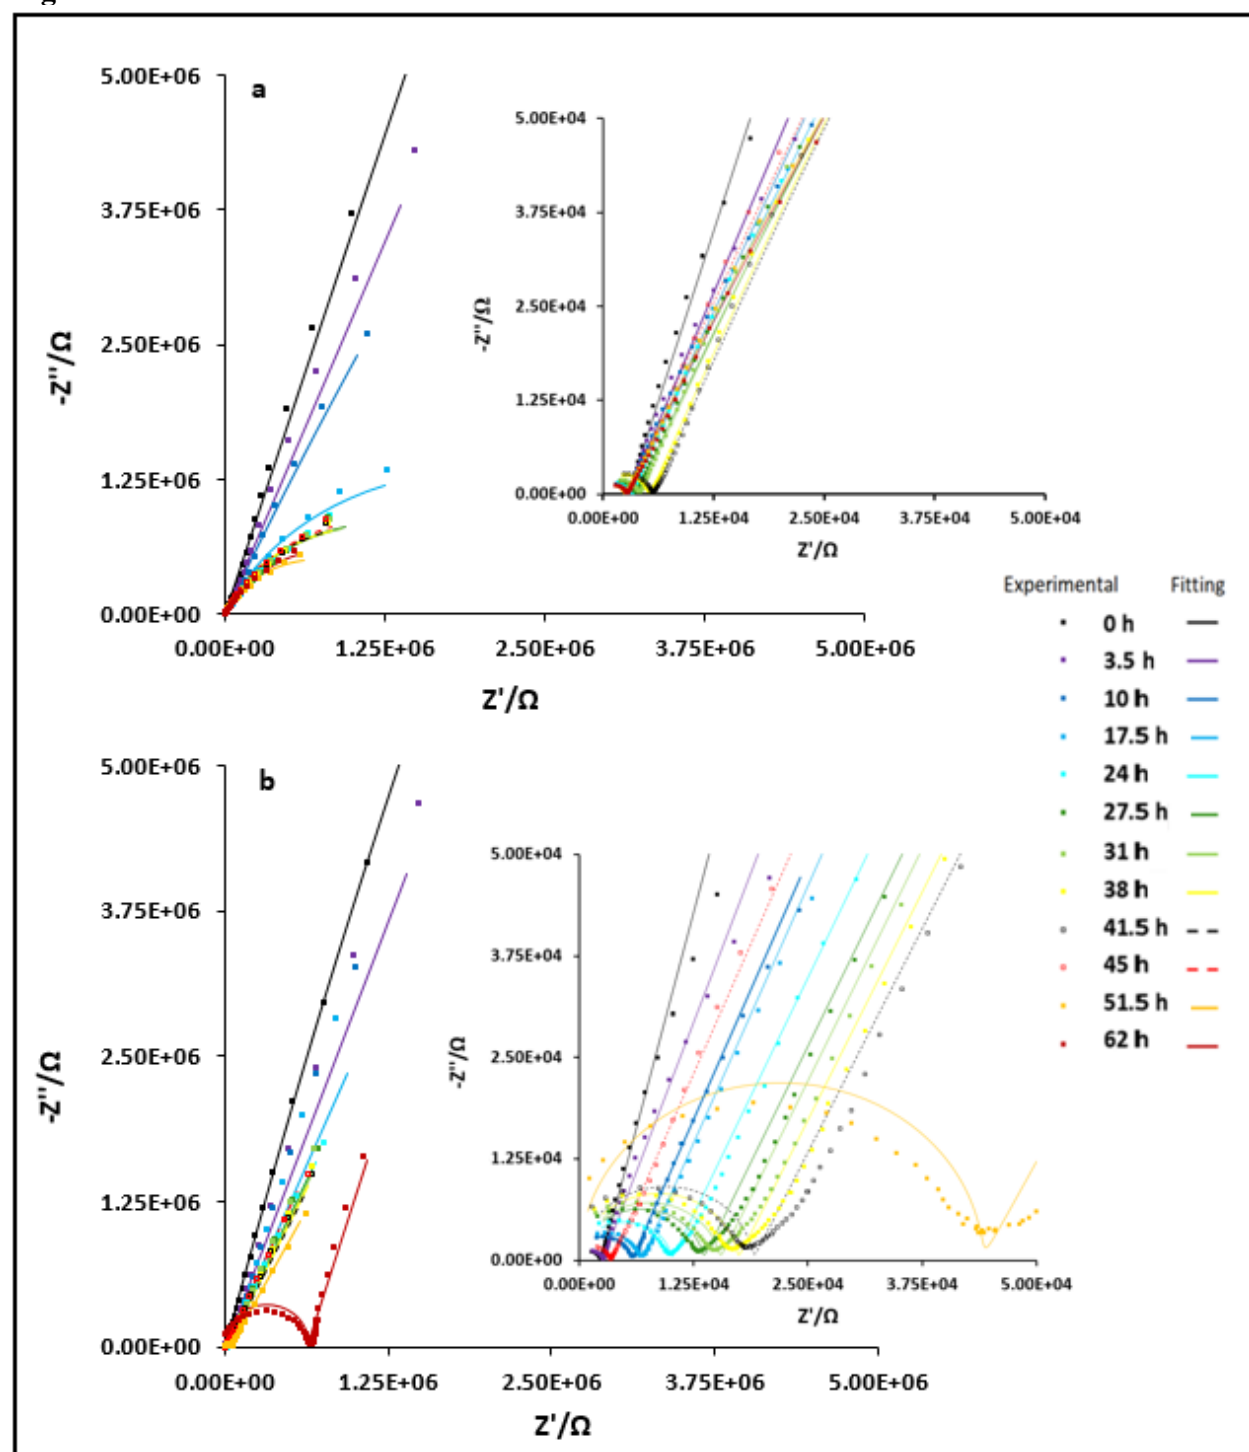 a
5.00E+06
3.75E+06
2.50E+06
1.25E+06
0.00E+00
-Z''/Ω
0.00E+00 1.25E+06 2.50E+06 3.75E+06 5.00E+06
Z'/Ω
5.00E+04
3.75E+04
2.50E+04
1.25E+04
0.00E+00
-Z''/Ω
0.00E+00 1.25E+04 2.50E+04 3.75E+04 5.00E+04
Z'/Ω
Experimental Fitting
0 h
3.5 h
10 h
17.5 h
24 h
27.5 h
31 h
38 h
41.5 h
45 h
51.5 h
62 h
b
5.00E+06
3.75E+06
2.50E+06
1.25E+06
0.00E+00
-Z''/Ω
0.00E+00 1.25E+06 2.50E+06 3.75E+06 5.00E+06
Z'/Ω
5.00E+04
3.75E+04
2.50E+04
1.25E+04
0.00E+00
-Z''/Ω
0.00E+00 1.25E+04 2.50E+04 3.75E+04 5.00E+04
Z'/Ω